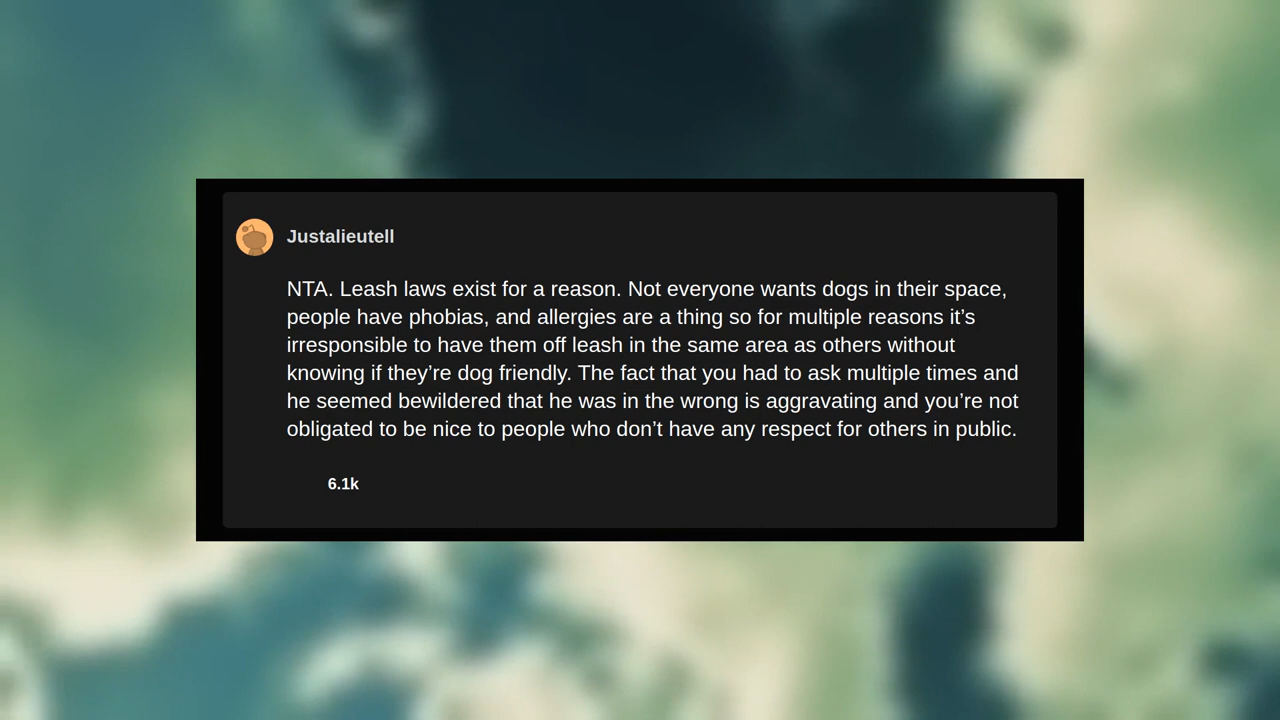 Justalieutell
NTA. Leash laws exist for a reason. Not everyone wants dogs in their space,
people have phobias, and allergies are a thing so for multiple reasons it’s
irresponsible to have them off leash in the same area as others without
knowing if they’re dog friendly. The fact that you had to ask multiple times and
he seemed bewildered that he was in the wrong is aggravating and you’re not
obligated to be nice to people who don’t have any respect for others in public.
6.1k